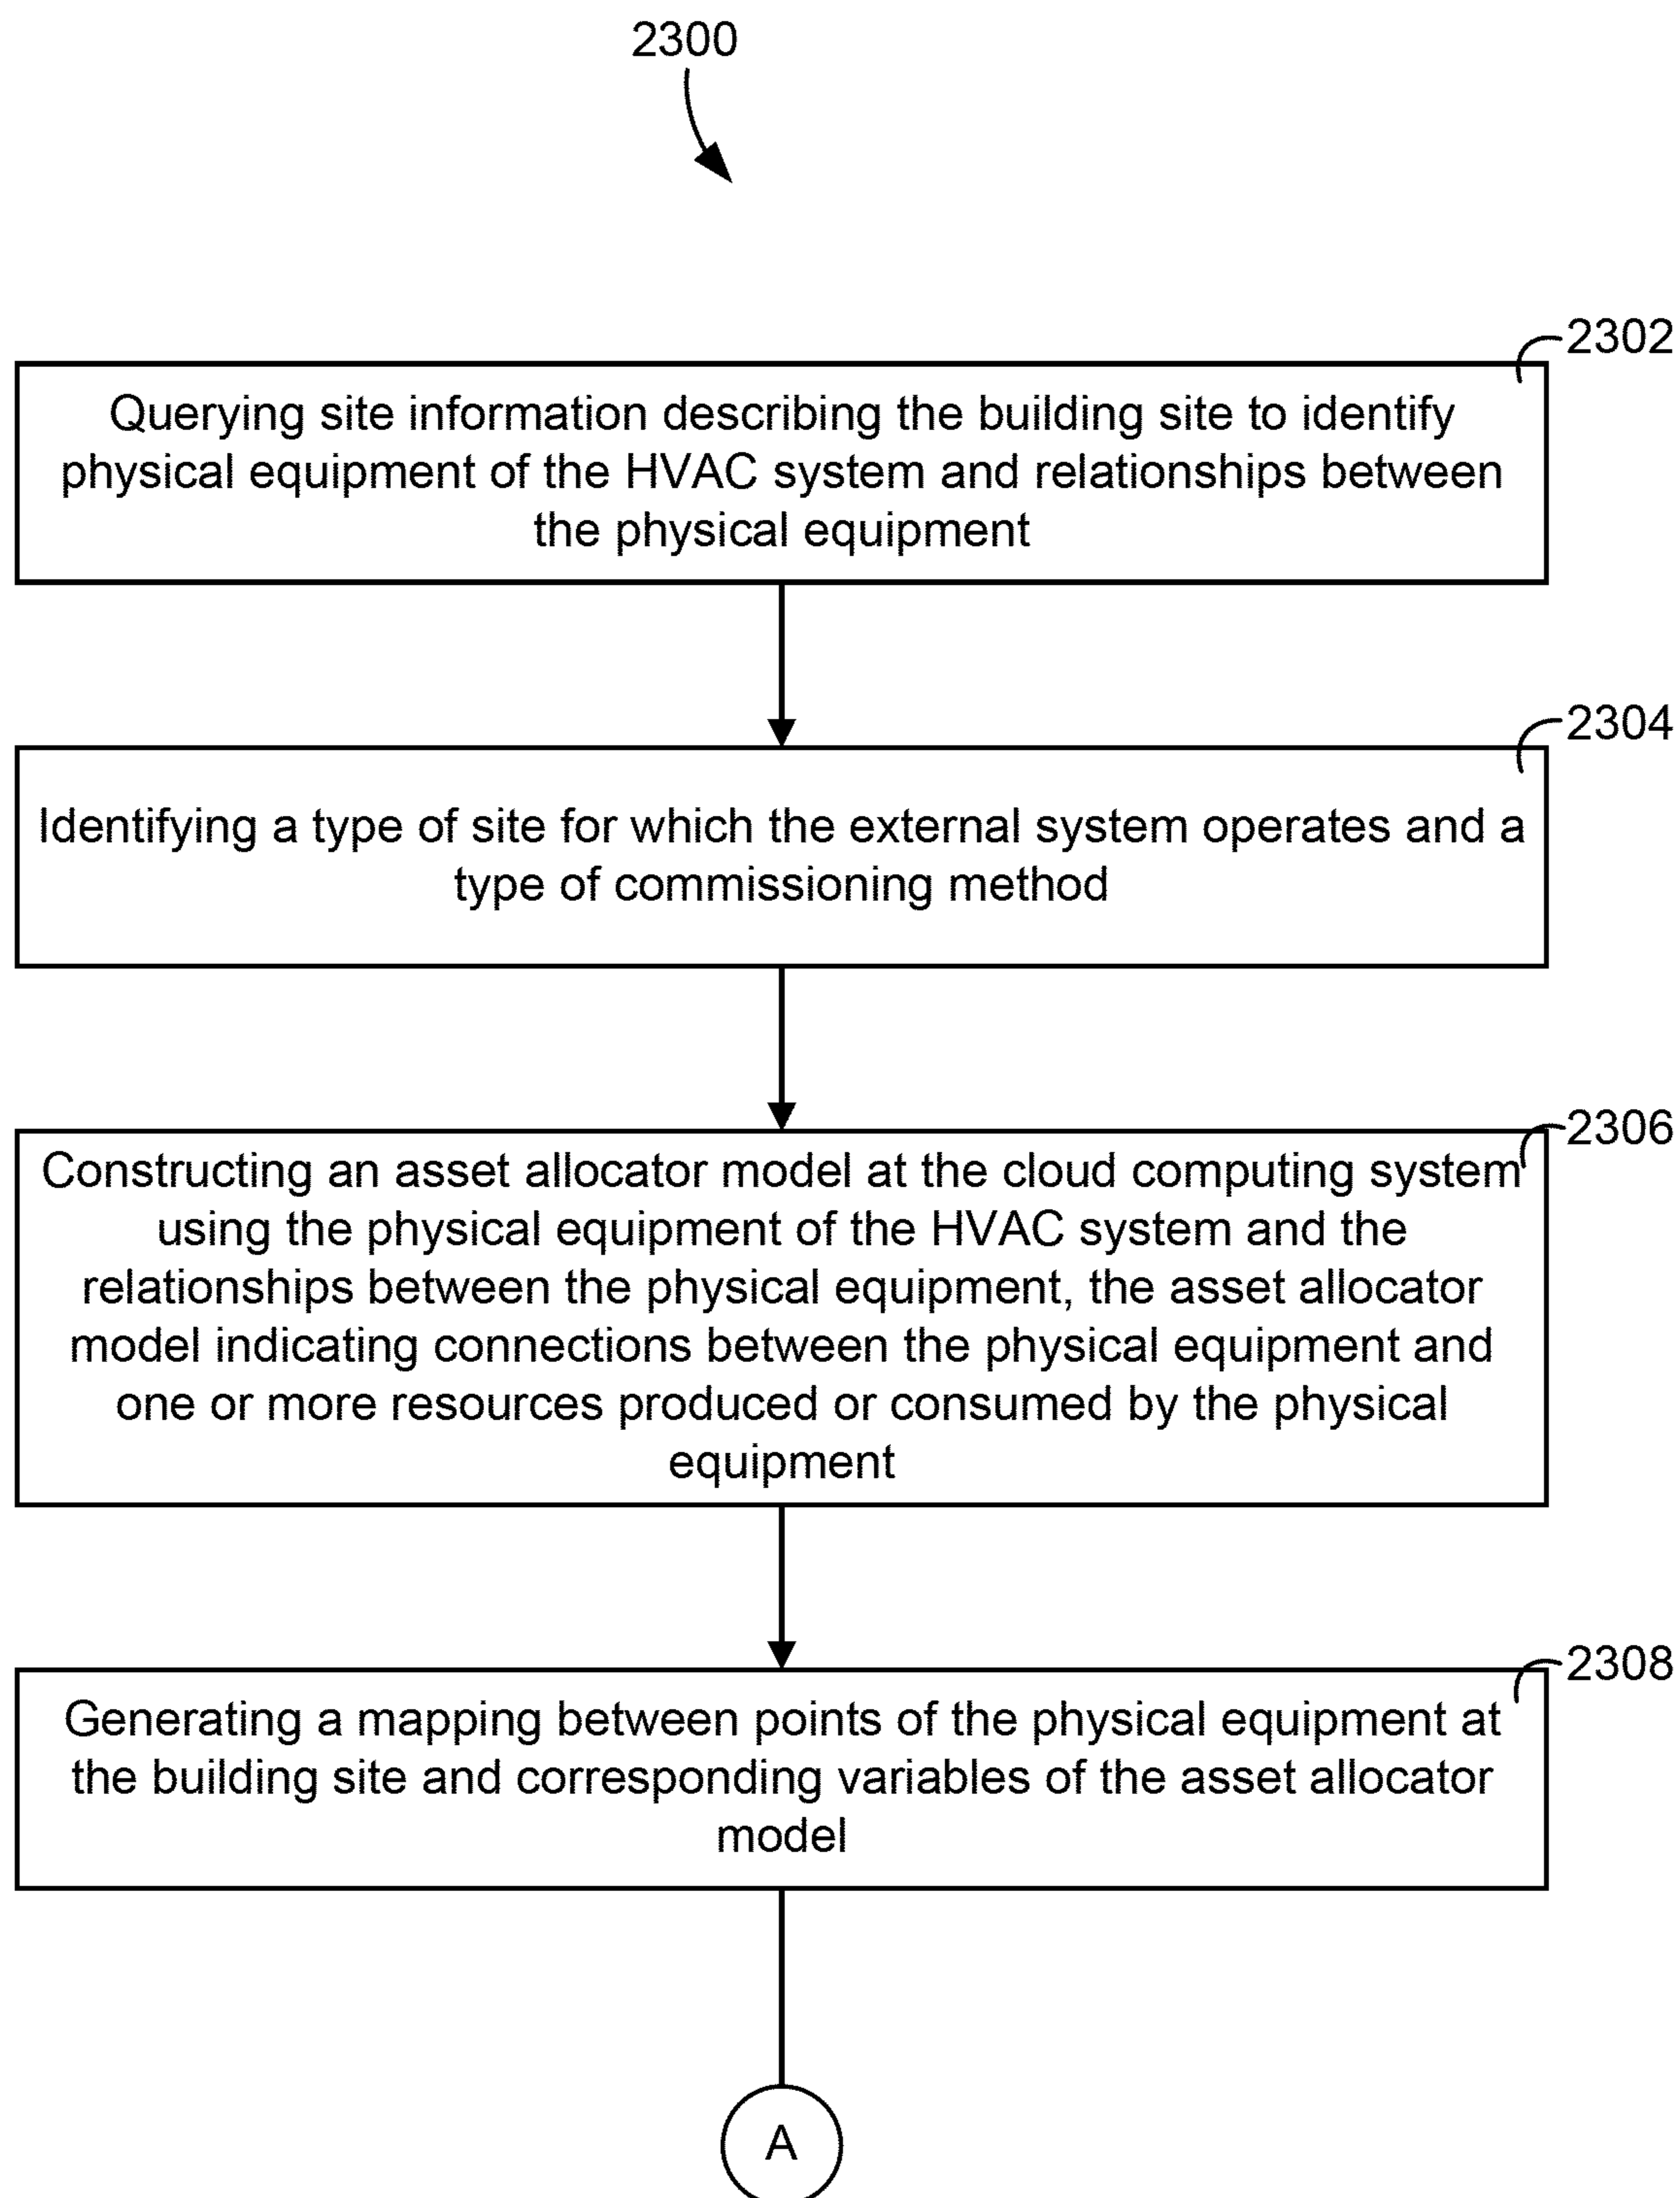 2300
2302
Querying site information describing the building site to identify
physical equipment of the HVAC system and relationships between
the physical equipment
2304
Identifying a type of site for which the external system operates and a
type of commissioning method
2306
Constructing an asset allocator model at the cloud computing system
using the physical equipment of the HVAC system and the
relationships between the physical equipment, the asset allocator
model indicating connections between the physical equipment and
one or more resources produced or consumed by the physical
equipment
2308
Generating a mapping between points of the physical equipment at
the building site and corresponding variables of the asset allocator
model
A